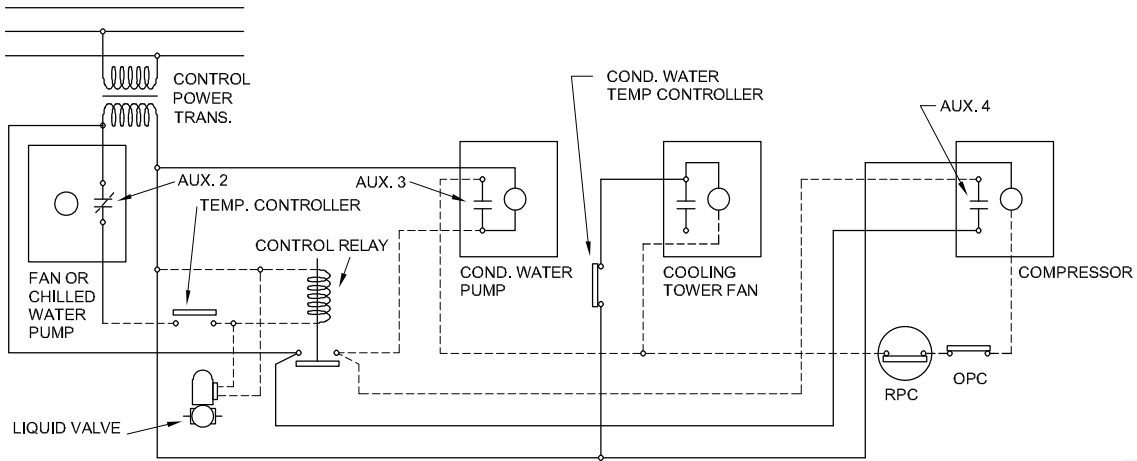 CONTROL
POWER
TRANS.
COND. WATER
TEMP CONTROLLER
AUX. 4
AUX. 2
AUX. 3
TEMP. CONTROLLER
CONTROL RELAY
FAN OR
CHILLED
WATER
PUMP
COND. WATER
PUMP
COOLING
TOWER FAN
COMPRESSOR
RPC
OPC
LIQUID VALVE